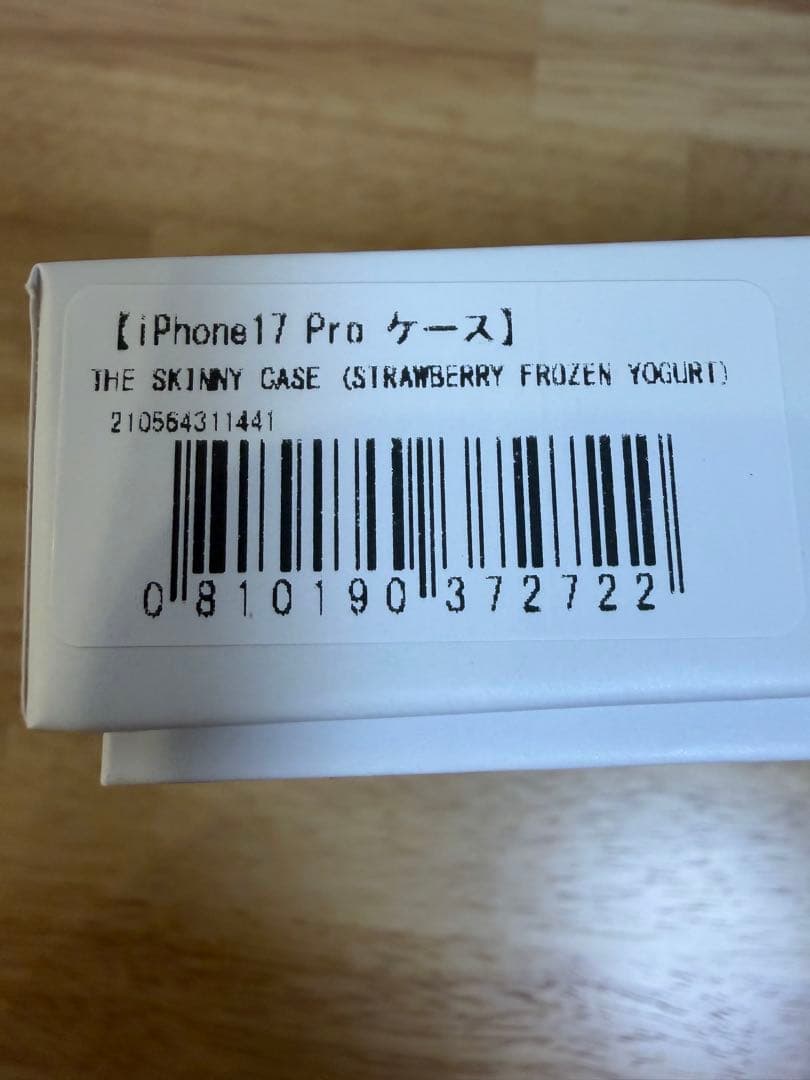 【iPhone17 Pro ケース】
THE SKINNY CASE (STRAWBERRY FROZEN YOGURT)
210564311441
0 810190 372722